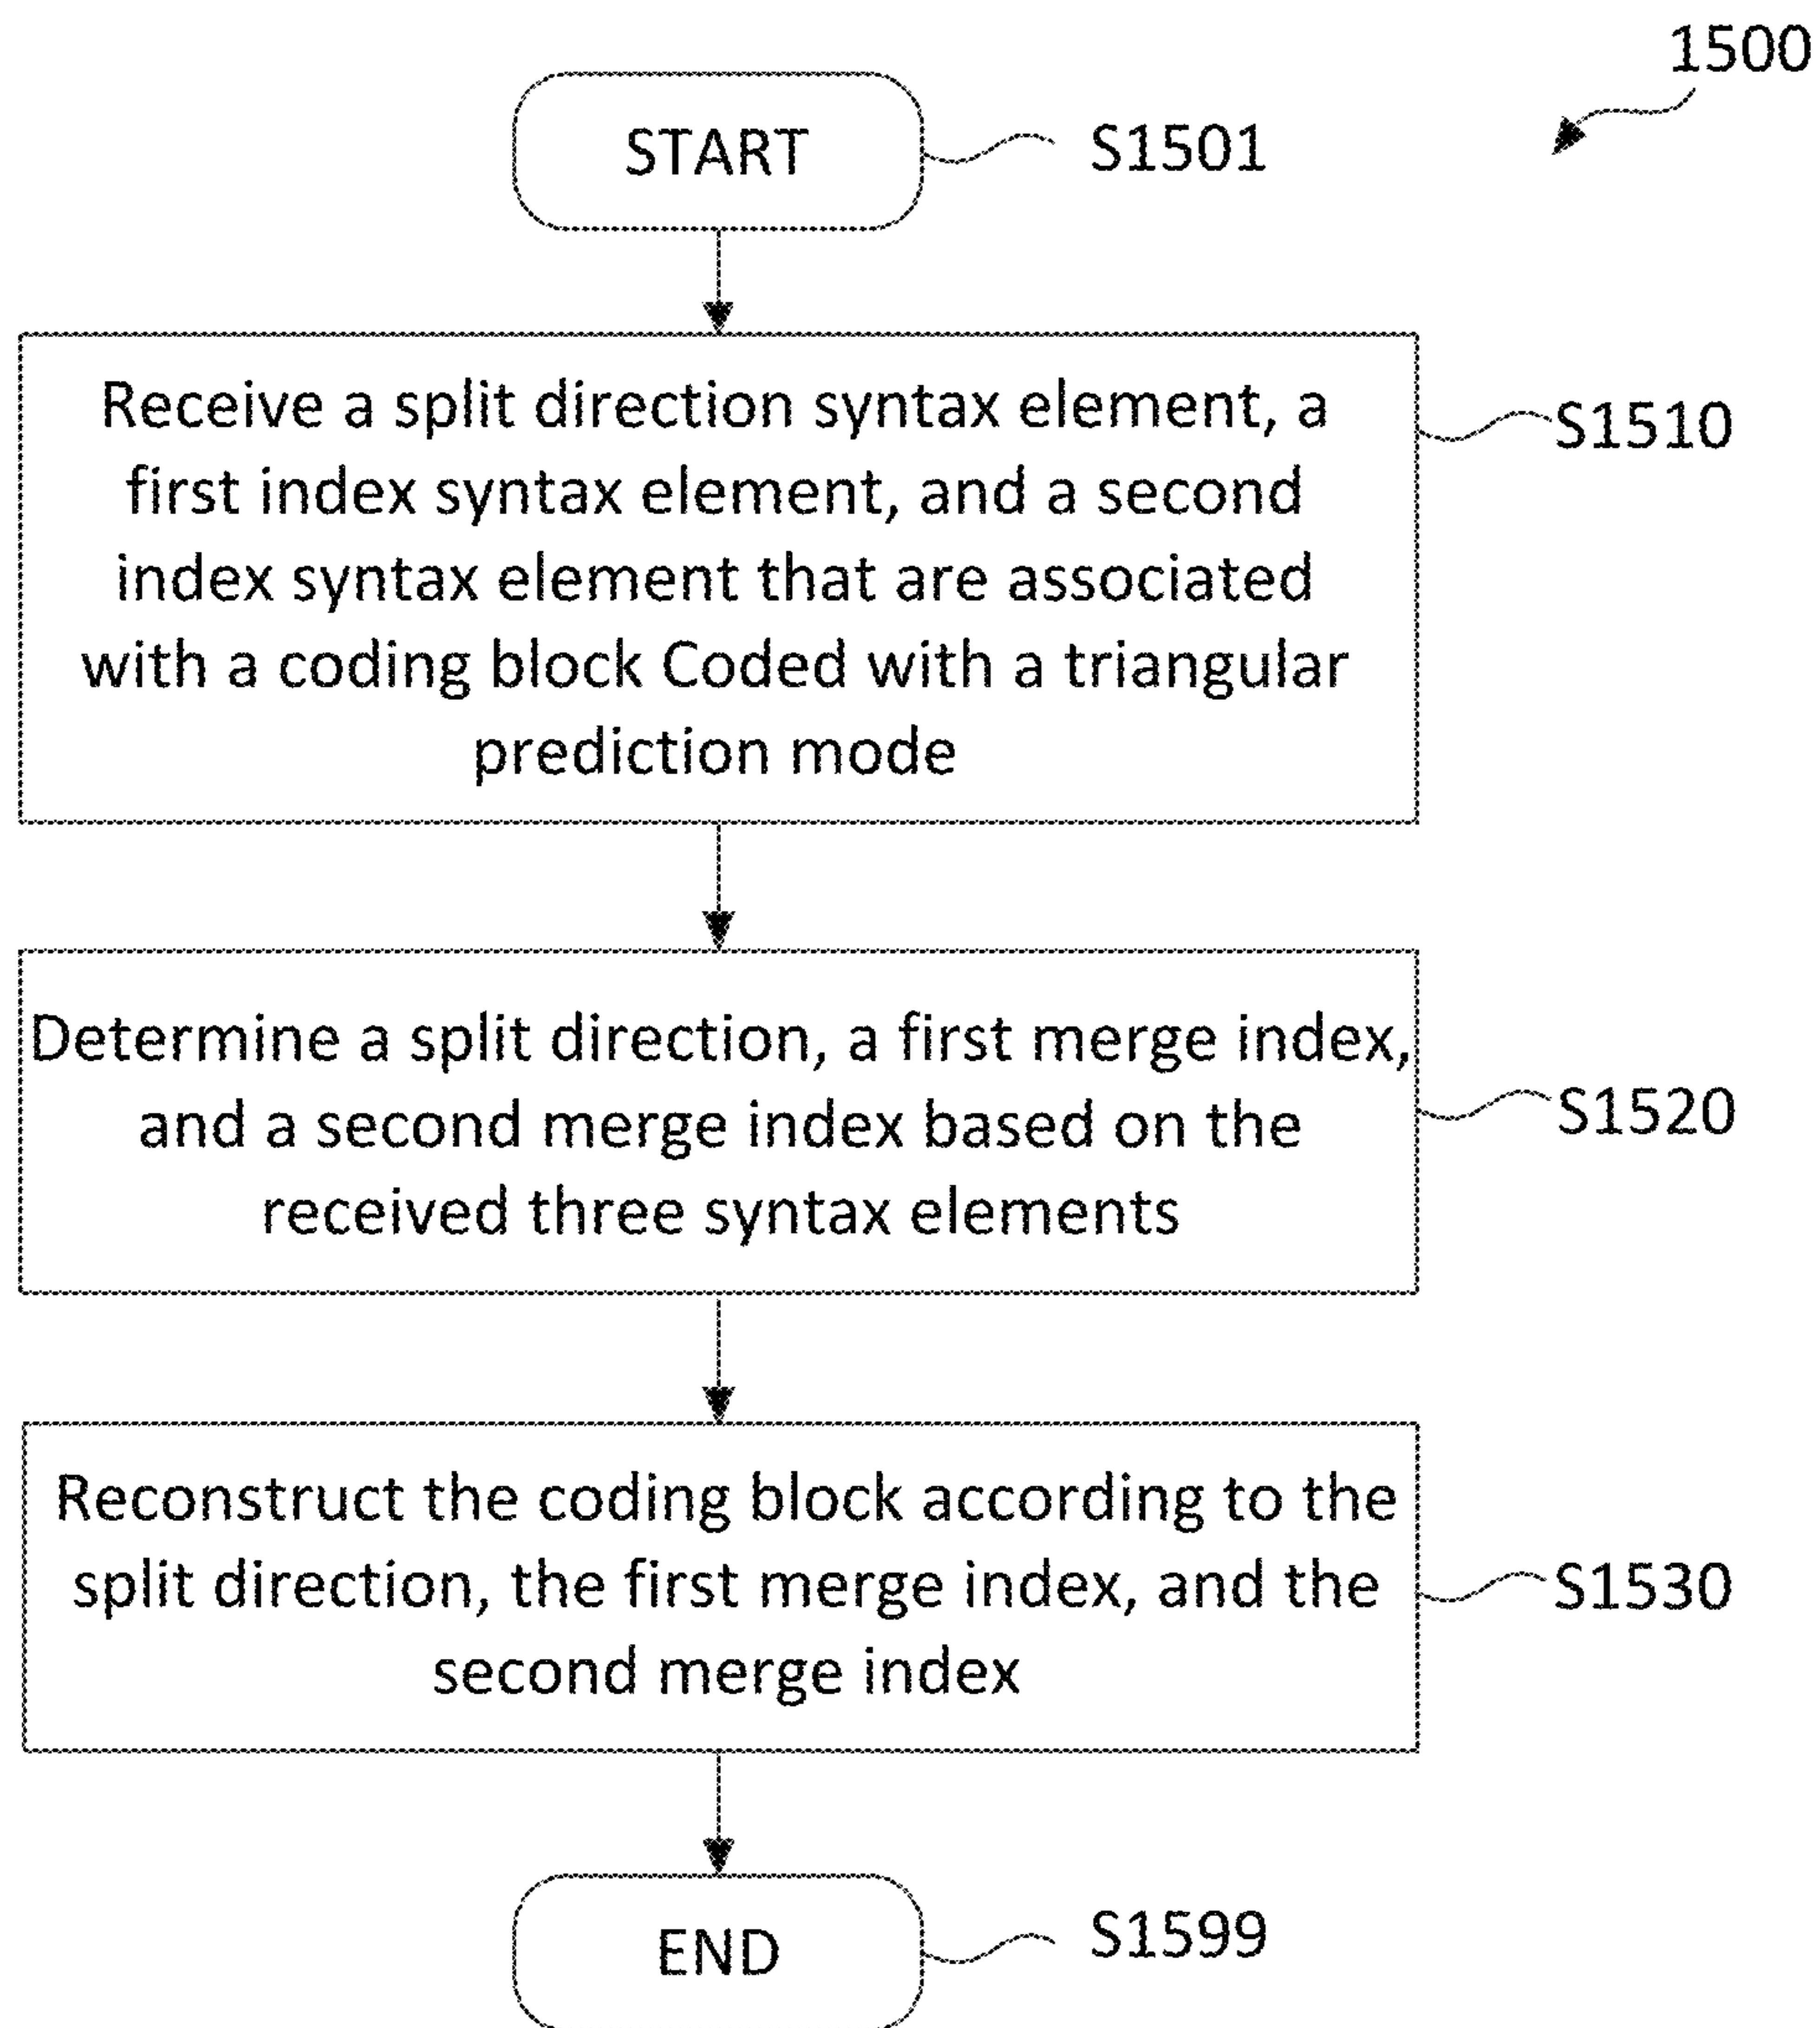 1500
START
S1501
Receive a split direction syntax element, a
first index syntax element, and a second
index syntax element that are associated
with a coding block Coded with a triangular
prediction mode
S1510
Determine a split direction, a first merge index,
and a second merge index based on the
received three syntax elements
S1520
Reconstruct the coding block according to the
split direction, the first merge index, and the
second merge index
S1530
END
S1599